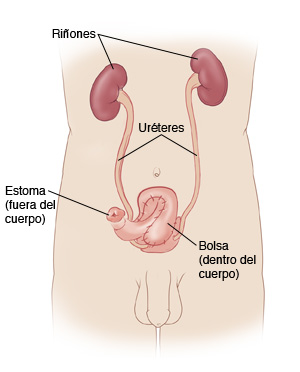 Riñones
Uréteres
Estoma
(fuera del
cuerpo)
Bolsa
(dentro del
cuerpo)